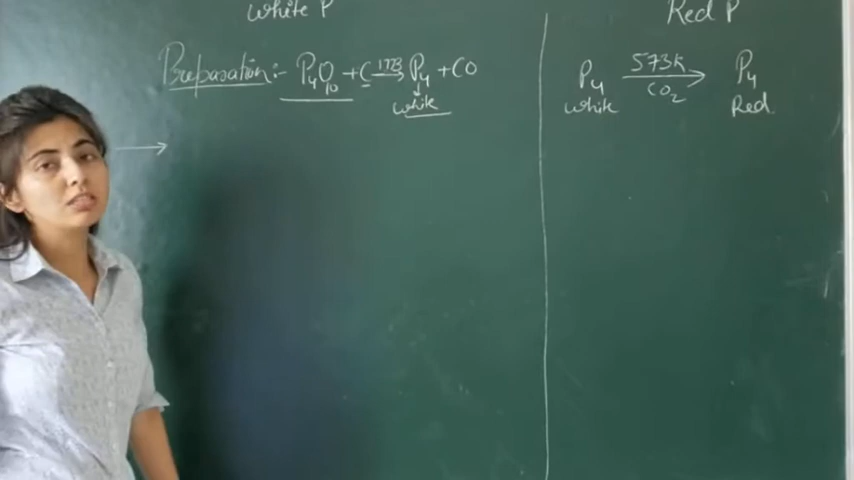 White P
Preparation:- P4O10 + C 1773 → P4 + CO
white
Red P
P4 573K → P4
CO2
white Red